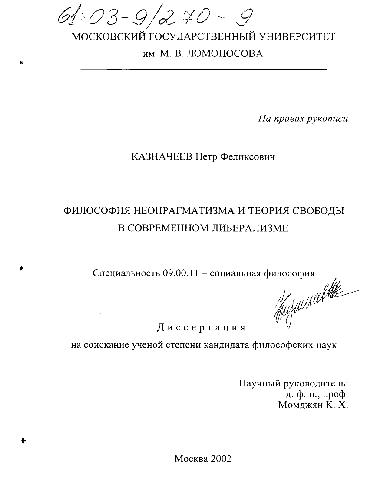 61:03-9/270-9
МОСКОВСКИЙ ГОСУДАРСТВЕННЫЙ УНИВЕРСИТЕТ
им. М. В. ЛОМОНОСОВА
На правах рукописи
КАЗНАЧЕЕВ Петр Феликсович
ФИЛОСОФИЯ НЕОПРАГМАТИЗМА И ТЕОРИЯ СВОБОДЫ
В СОВРЕМЕННОМ ЛИБЕРАЛИЗМЕ
Специальность 09.00.11 – социальная философия
Диссертация
на соискание ученой степени кандидата философских наук
Научный руководитель
д. ф. н., проф.
Момджян К. Х.
Москва 2002